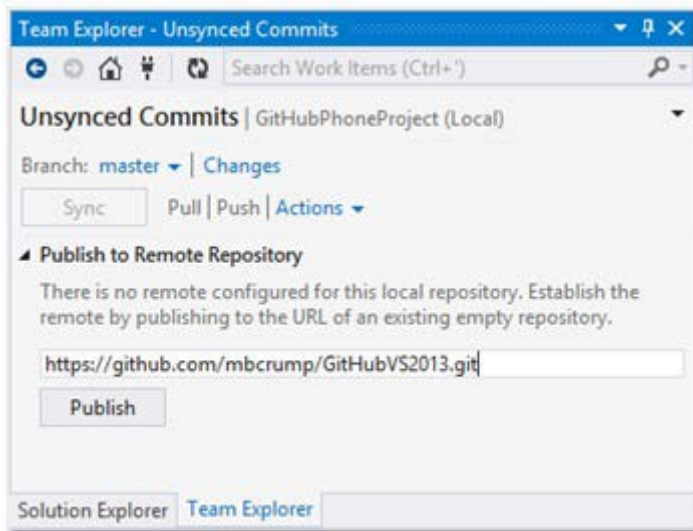 Team Explorer - Unsynced Commits
Search Work Items (Ctrl+')
Unsynced Commits | GitHubPhoneProject (Local)
Branch: master | Changes
Sync Pull | Push | Actions
Publish to Remote Repository
There is no remote configured for this local repository. Establish the
remote by publishing to the URL of an existing empty repository.
https://github.com/mbcrump/GitHubVS2013.git
Publish
Solution Explorer Team Explorer